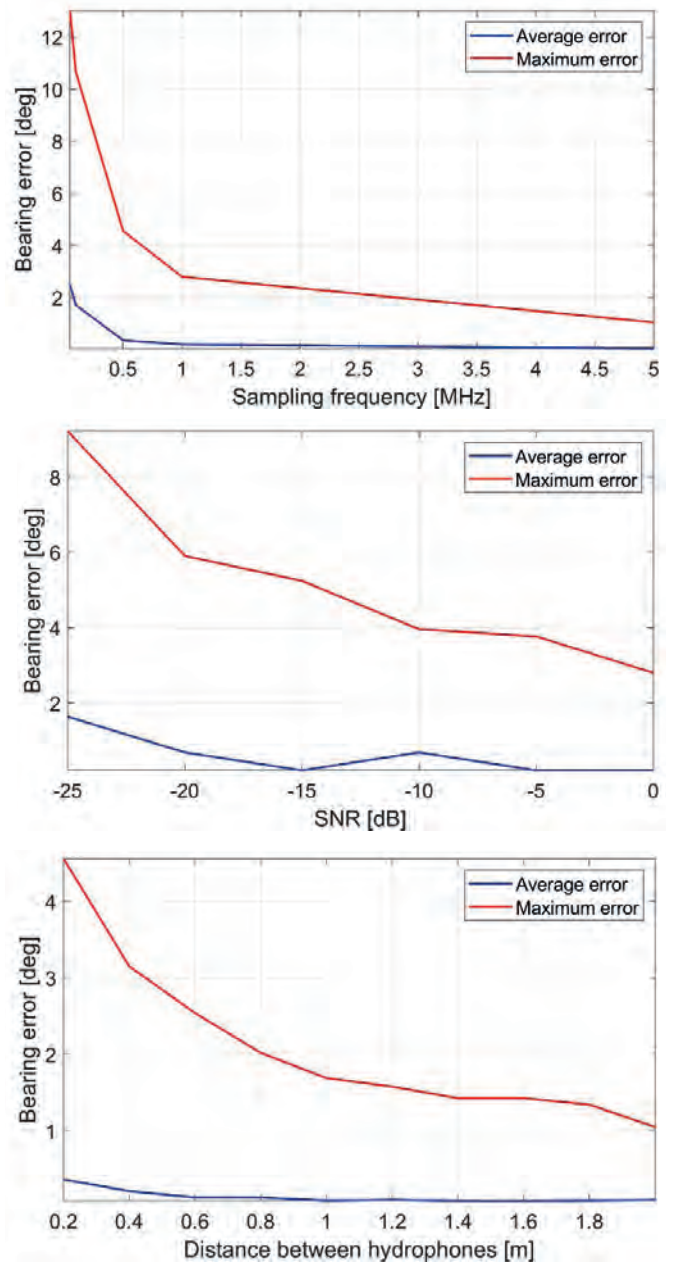 12
10
8
6
4
2
Bearing error [deg]
Average error
Maximum error
0.5 1 1.5 2 2.5 3 3.5 4 4.5 5
Sampling frequency [MHz]
8
6
4
2
Bearing error [deg]
Average error
Maximum error
-25 -20 -15 -10 -5 0
SNR [dB]
4
3
2
1
Bearing error [deg]
Average error
Maximum error
0.2 0.4 0.6 0.8 1 1.2 1.4 1.6 1.8
Distance between hydrophones [m]